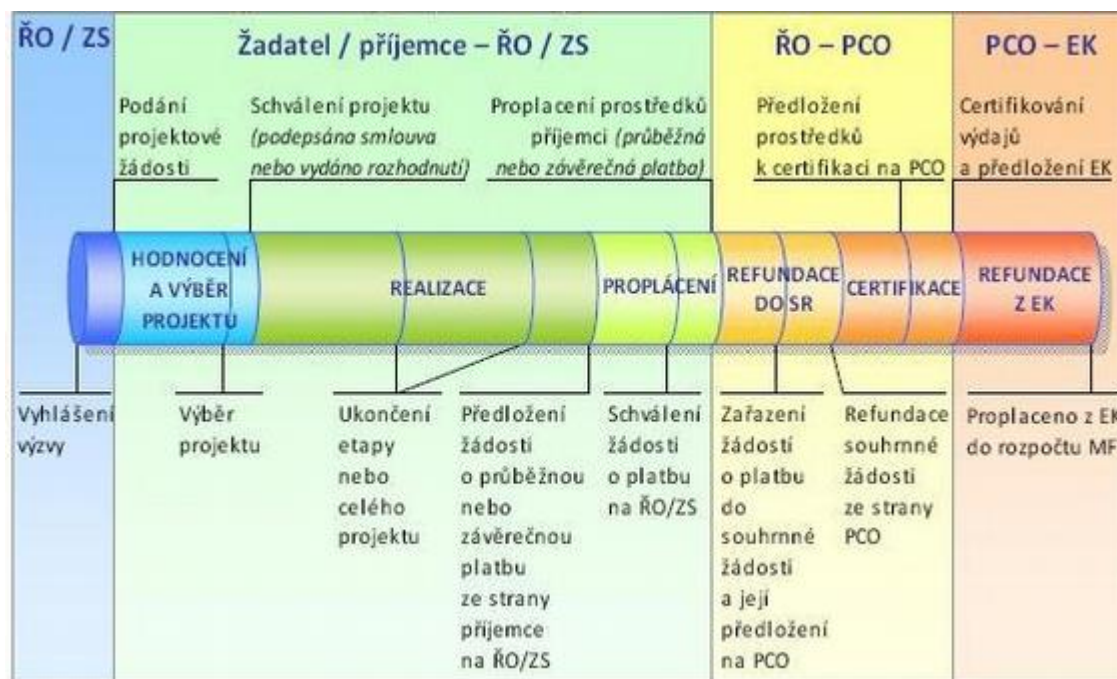 ŘO / ZS
Žadatel / příjemce – ŘO / ZS
ŘO – PCO
PCO – EK
Podání
projektové
žádosti
Schválení projektu
(podepsána smlouva
nebo vydáno rozhodnutí)
Proplacení prostředků
příjemci (průběžná
nebo závěrečná platba)
Předložení
prostředků
k certifikaci na PCO
Certifikování
výdajů
a předložení EK
HODNOCENÍ
A VÝBĚR
PROJEKTU
REALIZACE
PROPLÁCENÍ
REFUNDACE
DO SR
CERTIFIKACE
REFUNDACE
Z EK
Vyhlášení
výzvy
Výběr
projektu
Ukončení
etapy
nebo
celého
projektu
Předložení
žádosti
o průběžnou
nebo
závěrečnou
platbu
ze strany
příjemce
na ŘO/ZS
Schválení
žádosti
o platbu
na ŘO/ZS
Zařazení
žádostí
o platbu
do
souhrnné
žádosti
a její
předložení
na PCO
Refundace
souhrnné
žádosti
ze strany
PCO
Proplaceno z EK
do rozpočtu MF